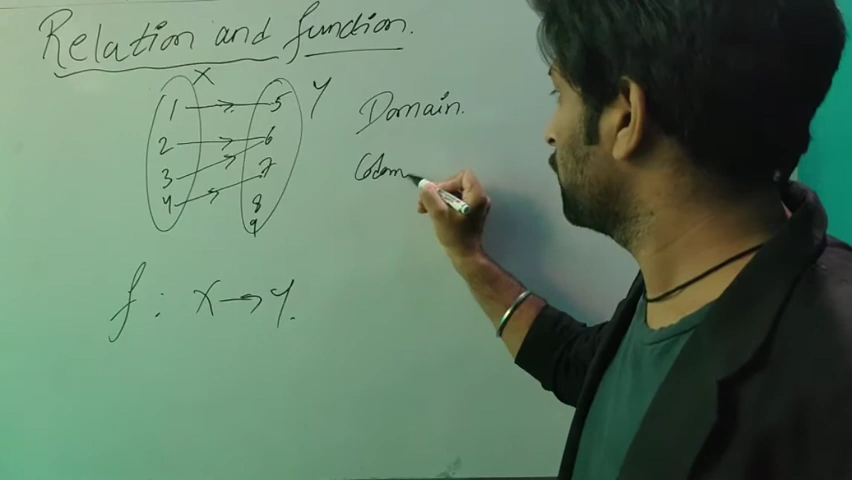 Relation and function.
X Y
1 5
2 6
3 7
4 8
9
Domain.
Codom
f : X → Y.